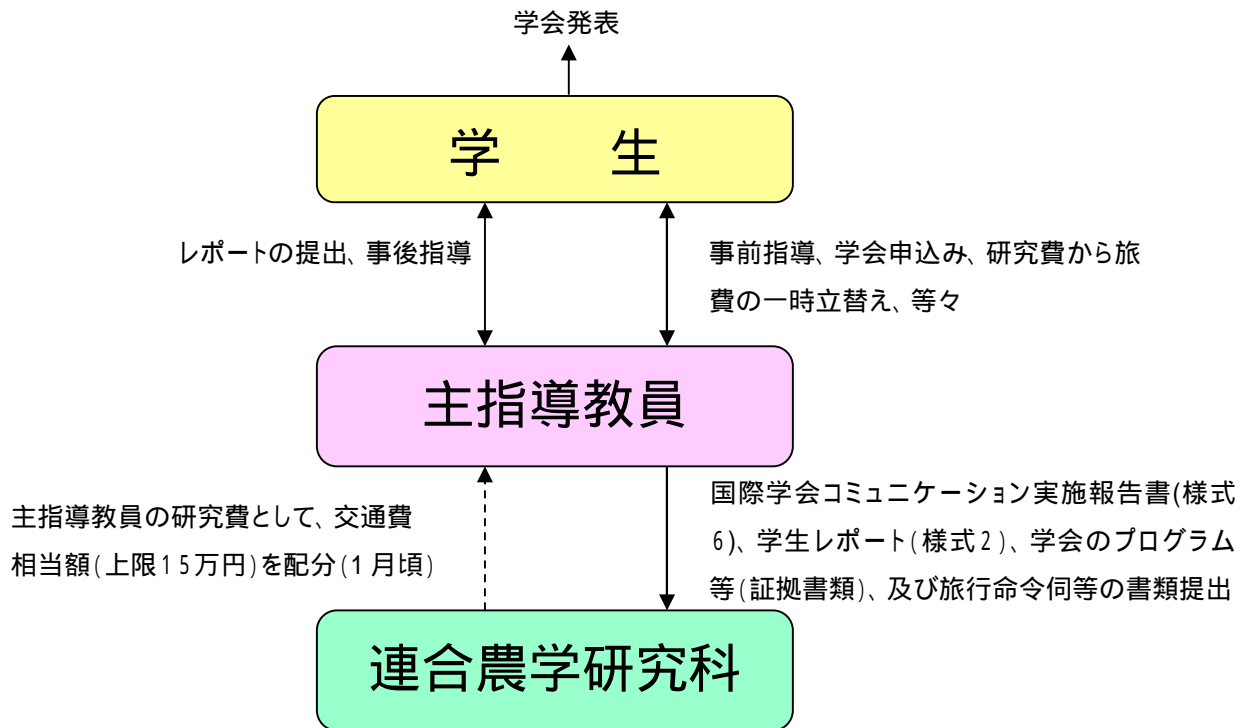 学会発表
学　　生
レポートの提出、事後指導
事前指導、学会申込み、研究費から旅
費の一時立替え、等々
主指導教員
主指導教員の研究費として、交通費
相当額(上限15万円)を配分(1月頃)
国際学会コミュニケーション実施報告書(様式
6)、学生レポート(様式2)、学会のプログラム
等(証拠書類)、及び旅行命令伺等の書類提出
連合農学研究科